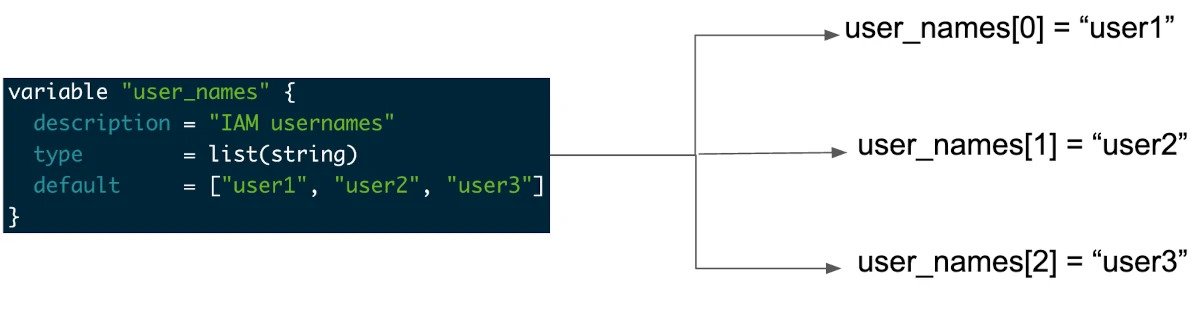 variable "user_names" {
  description = "IAM usernames"
  type        = list(string)
  default     = ["user1", "user2", "user3"]
}
user_names[0] = “user1”
user_names[1] = “user2”
user_names[2] = “user3”